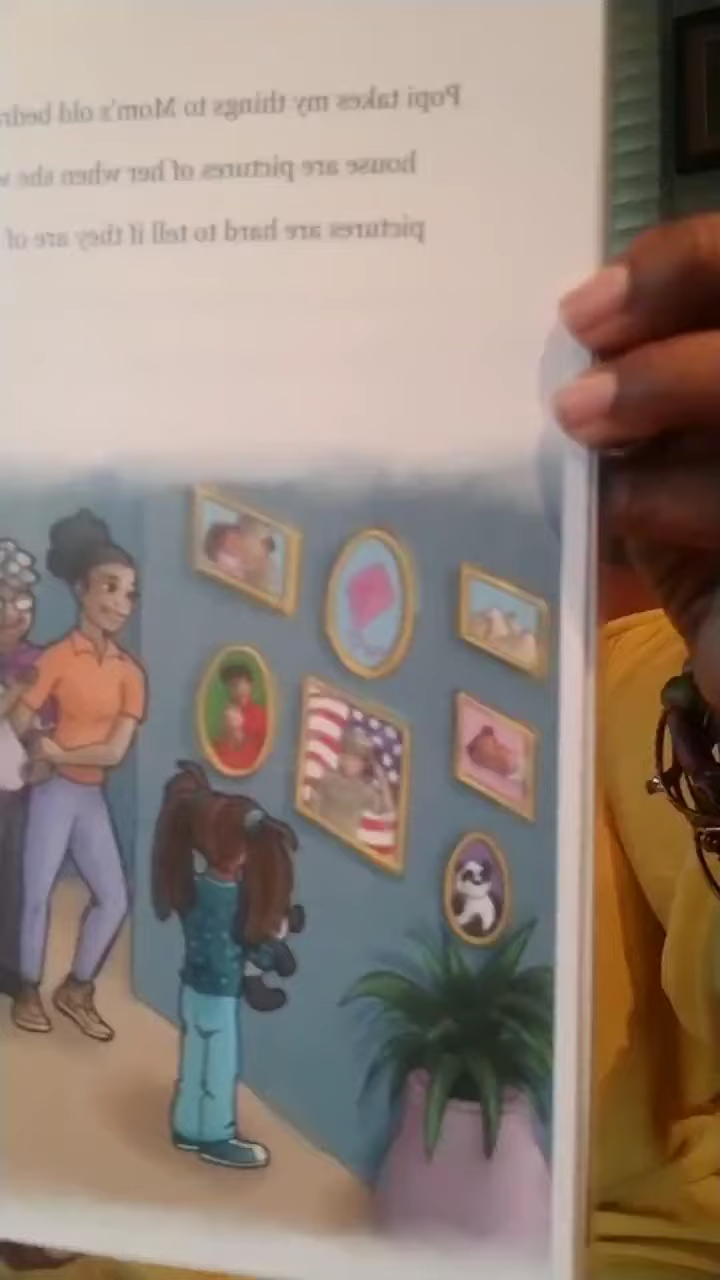 Popi takes my things to Mom's old
house are pictures of her when she
pictures are hard to tell if they are of